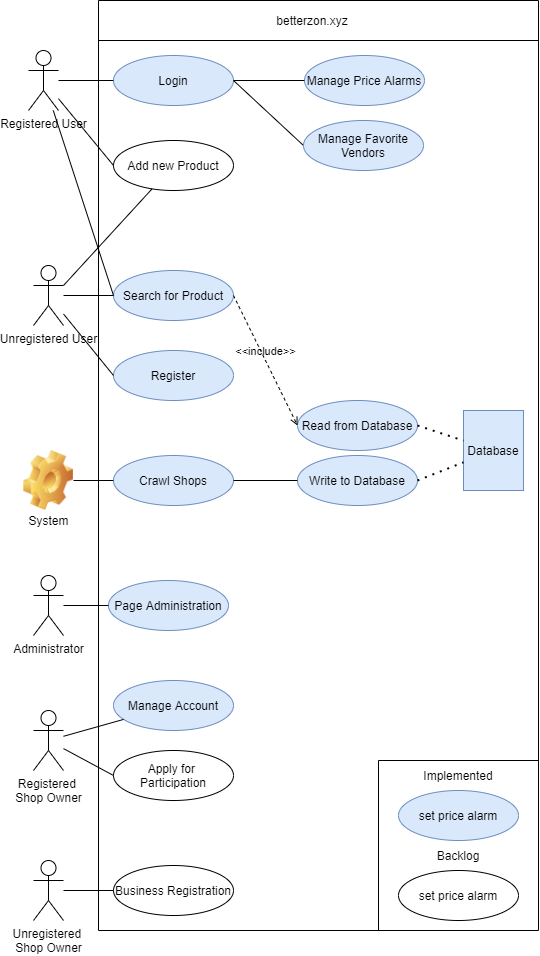 betterzon.xyz
Login
Manage Price Alarms
Registered User
Manage Favorite
Vendors
Add new Product
Search for Product
Unregistered User
<<include>>
Register
Read from Database
Database
Crawl Shops
Write to Database
System
Page Administration
Administrator
Manage Account
Registered
Shop Owner
Apply for
Participation
Implemented
set price alarm
Backlog
set price alarm
Business Registration
Unregistered
Shop Owner